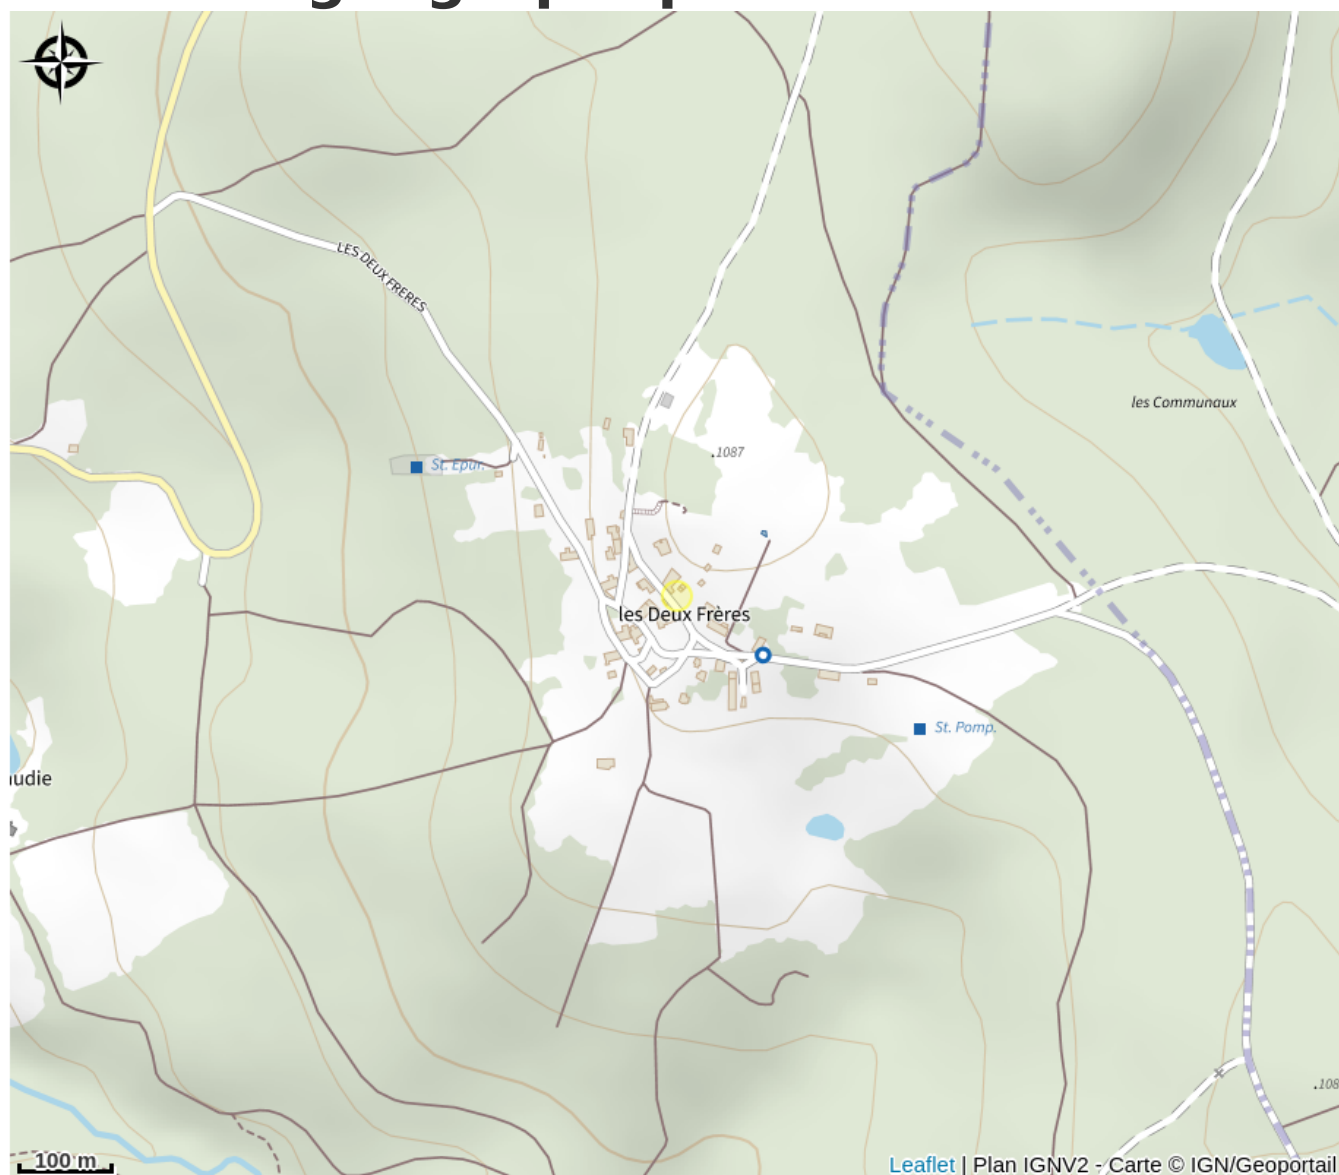 LES DEUX FRERES
les Communaux
.1087
St. Epur.
les Deux Frères
St. Pomp.
udie
.108
100 m
Leaflet | Plan IGNV2 - Carte © IGN/Geoportail